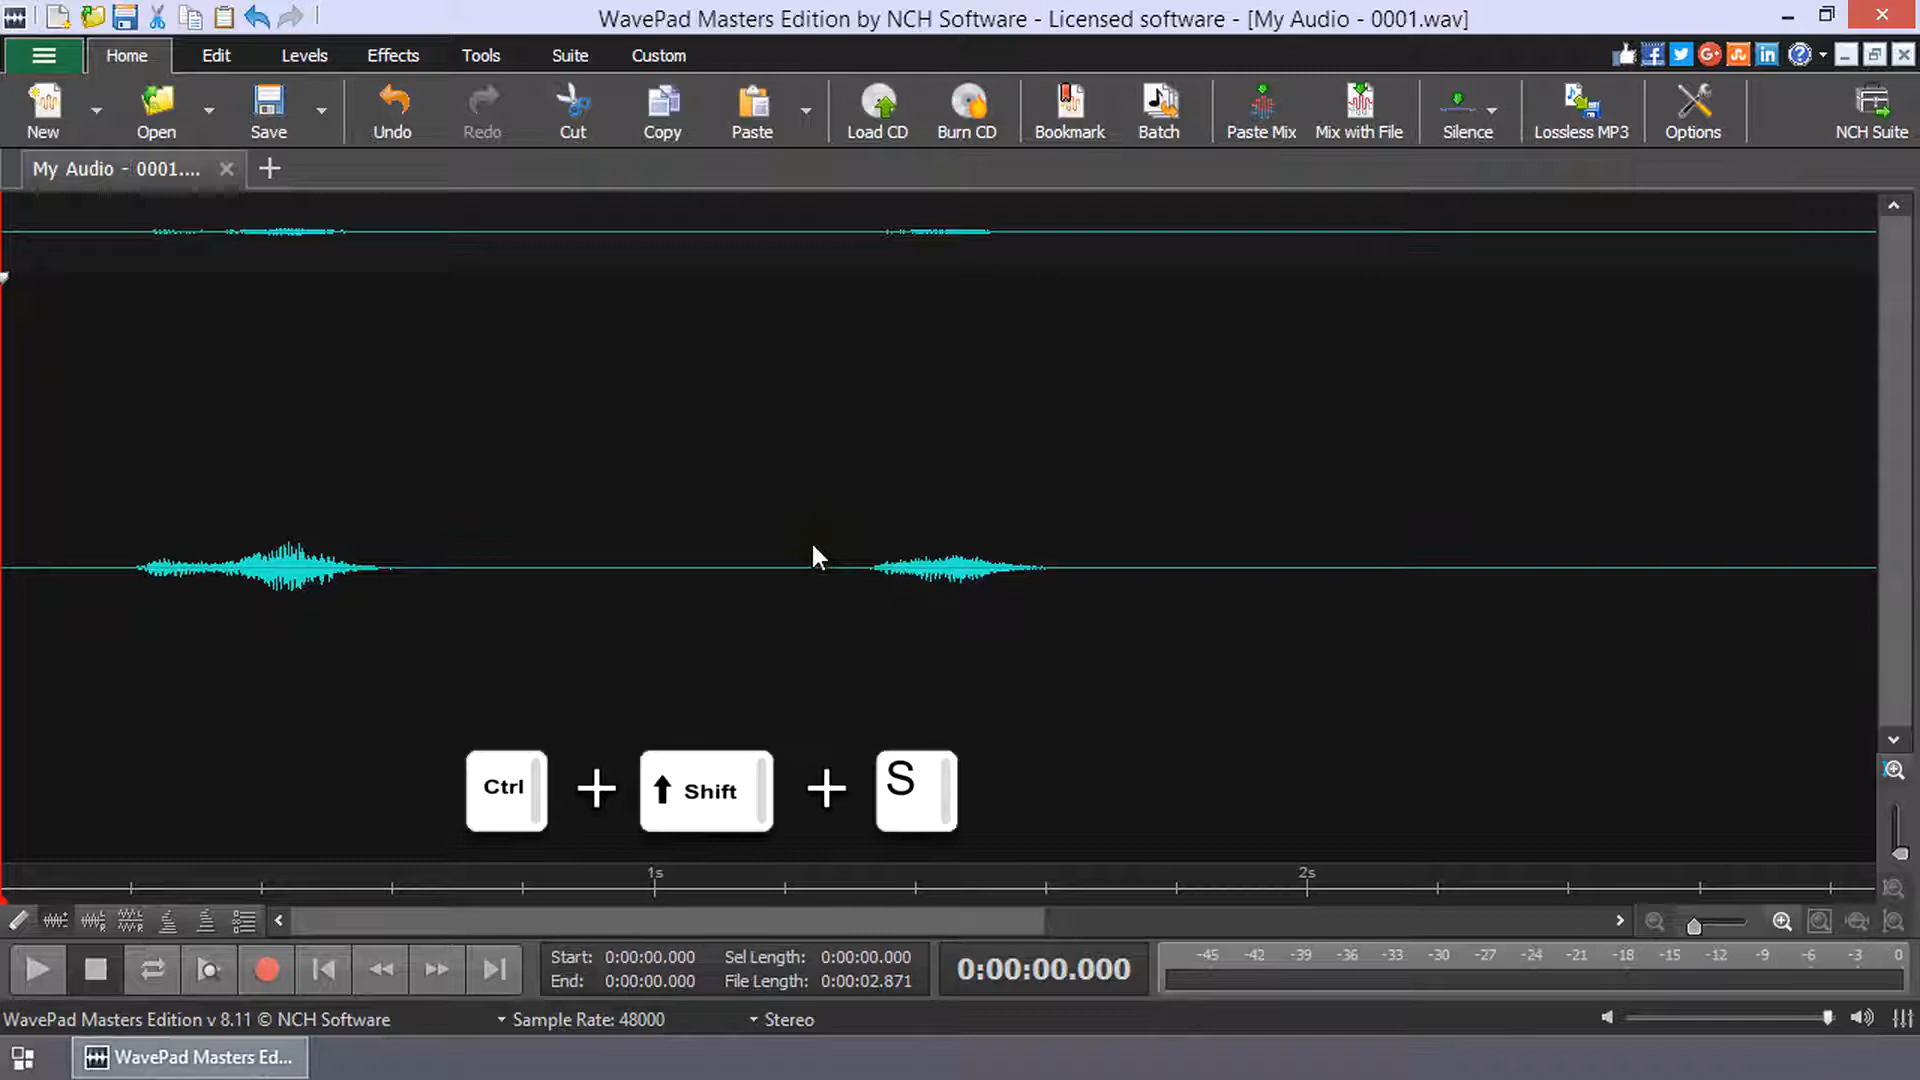 WavePad Masters Edition by NCH Software - Licensed software - [My Audio - 0001.wav]
Home Edit Levels Effects Tools Suite Custom
New Open Save Undo Redo Cut Copy Paste Load CD Burn CD Bookmark Batch Paste Mix Mix with File Silence Lossless MP3 Options NCH Suite
My Audio - 0001....
Ctrl + Shift + S
1s 2s
Start: 0:00:00.000 Sel Length: 0:00:00.000
End: 0:00:00.000 File Length: 0:00:02.871
0:00:00.000
-45 -42 -39 -36 -33 -30 -27 -24 -21 -18 -15 -12 -9 -6 -3 0
WavePad Masters Edition v 8.11 © NCH Software Sample Rate: 48000 Stereo
WavePad Masters Ed...